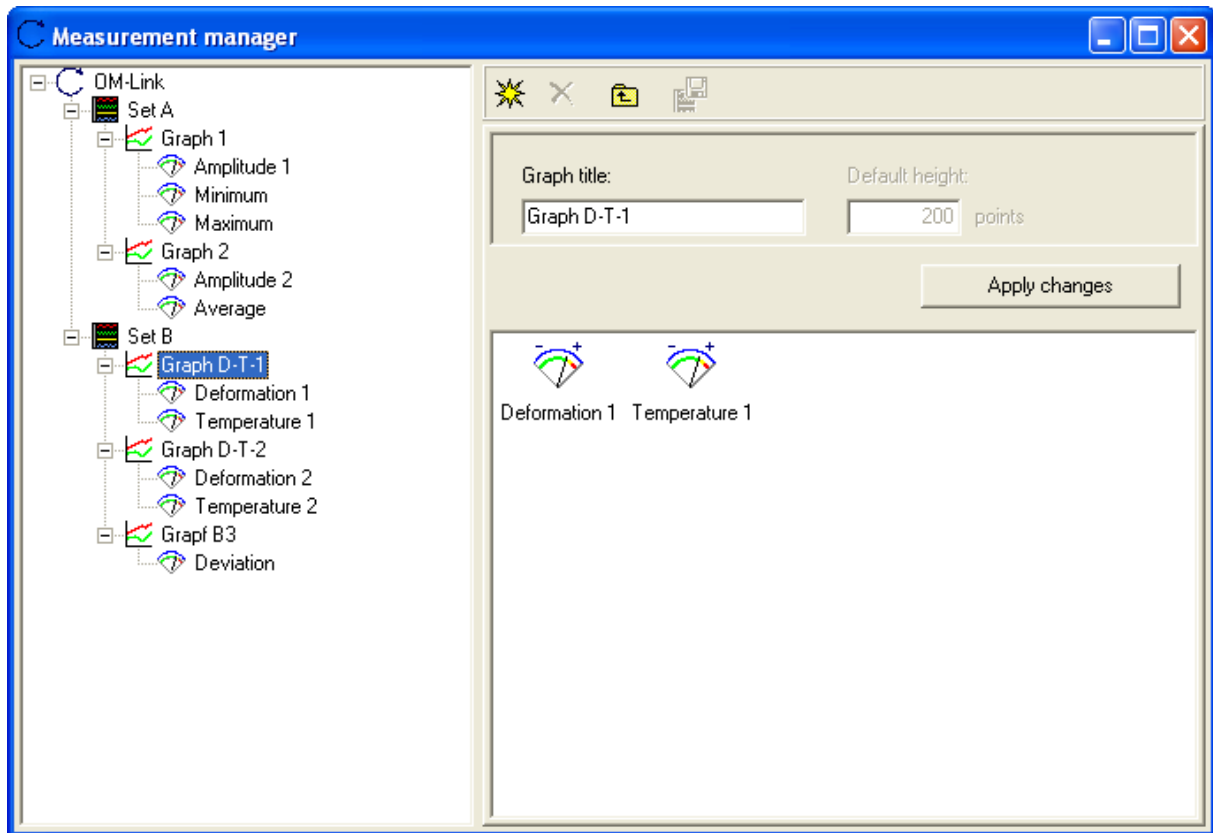 Measurement manager
OM-Link
Set A
Graph 1
Amplitude 1
Minimum
Maximum
Graph 2
Amplitude 2
Average
Set B
Graph D-T-1
Deformation 1
Temperature 1
Graph D-T-2
Deformation 2
Temperature 2
Grapf B3
Deviation
Graph title: Default height:
Graph D-T-1 200 points
Apply changes
Deformation 1 Temperature 1